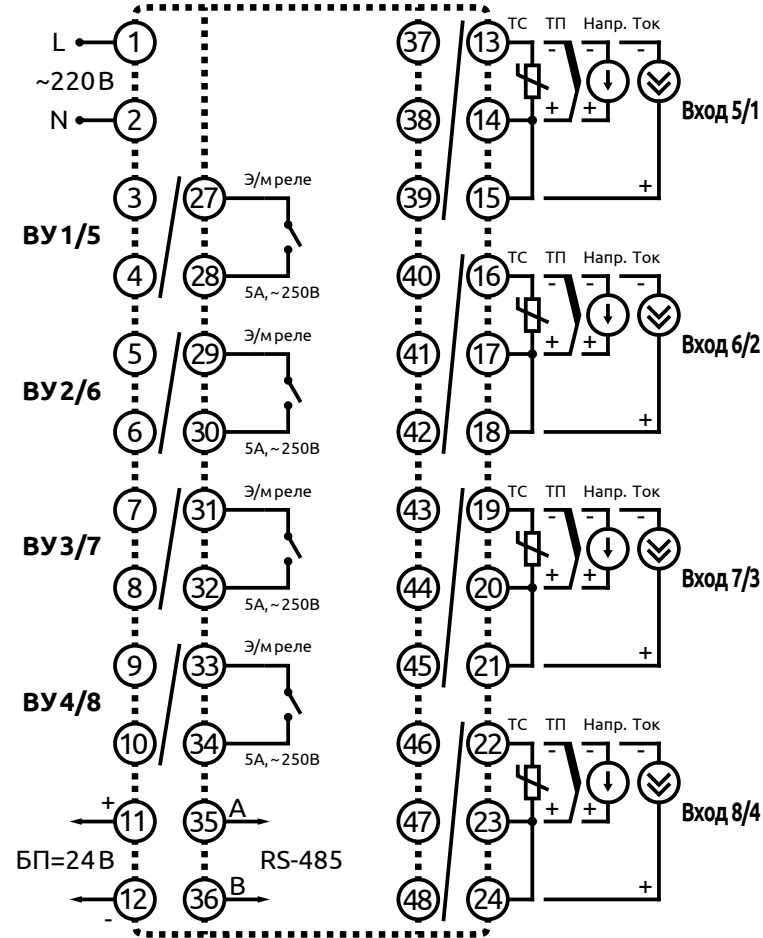 L 1 37 13 ТС ТП Напр. Ток
- - -
~220В
+ + Вход 5/1
N 2 38 14
3 27 Э/м реле 39 15 +
ВУ1/5
4 28 5А,~250В 40 16 ТС ТП Напр. Ток
- - -
5 29 Э/м реле 41 17 + + Вход 6/2
ВУ2/6
6 30 5А,~250В 42 18 +
7 31 Э/м реле 43 19 ТС ТП Напр. Ток
- - -
ВУ3/7
8 32 5А,~250В 44 20 + + Вход 7/3
9 33 Э/м реле 45 21 +
ВУ4/8
10 34 5А,~250В 46 22 ТС ТП Напр. Ток
- - -
+ 11 35 A 47 23 + + Вход 8/4
БП=24В RS-485
12 36 B 48 24 +
-